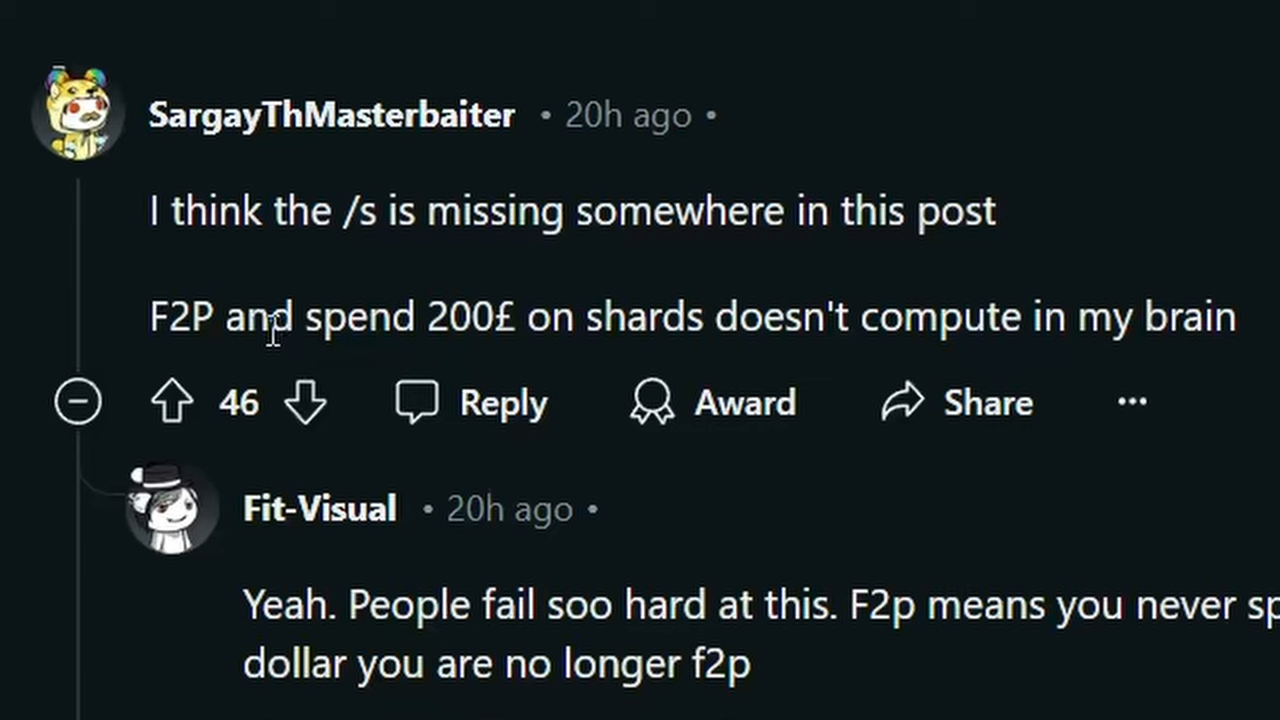 SargayThMasterbaiter • 20h ago •
I think the /s is missing somewhere in this post
F2P and spend 200£ on shards doesn't compute in my brain
46 Reply Award Share ...
Fit-Visual • 20h ago •
Yeah. People fail soo hard at this. F2p means you never
dollar you are no longer f2p